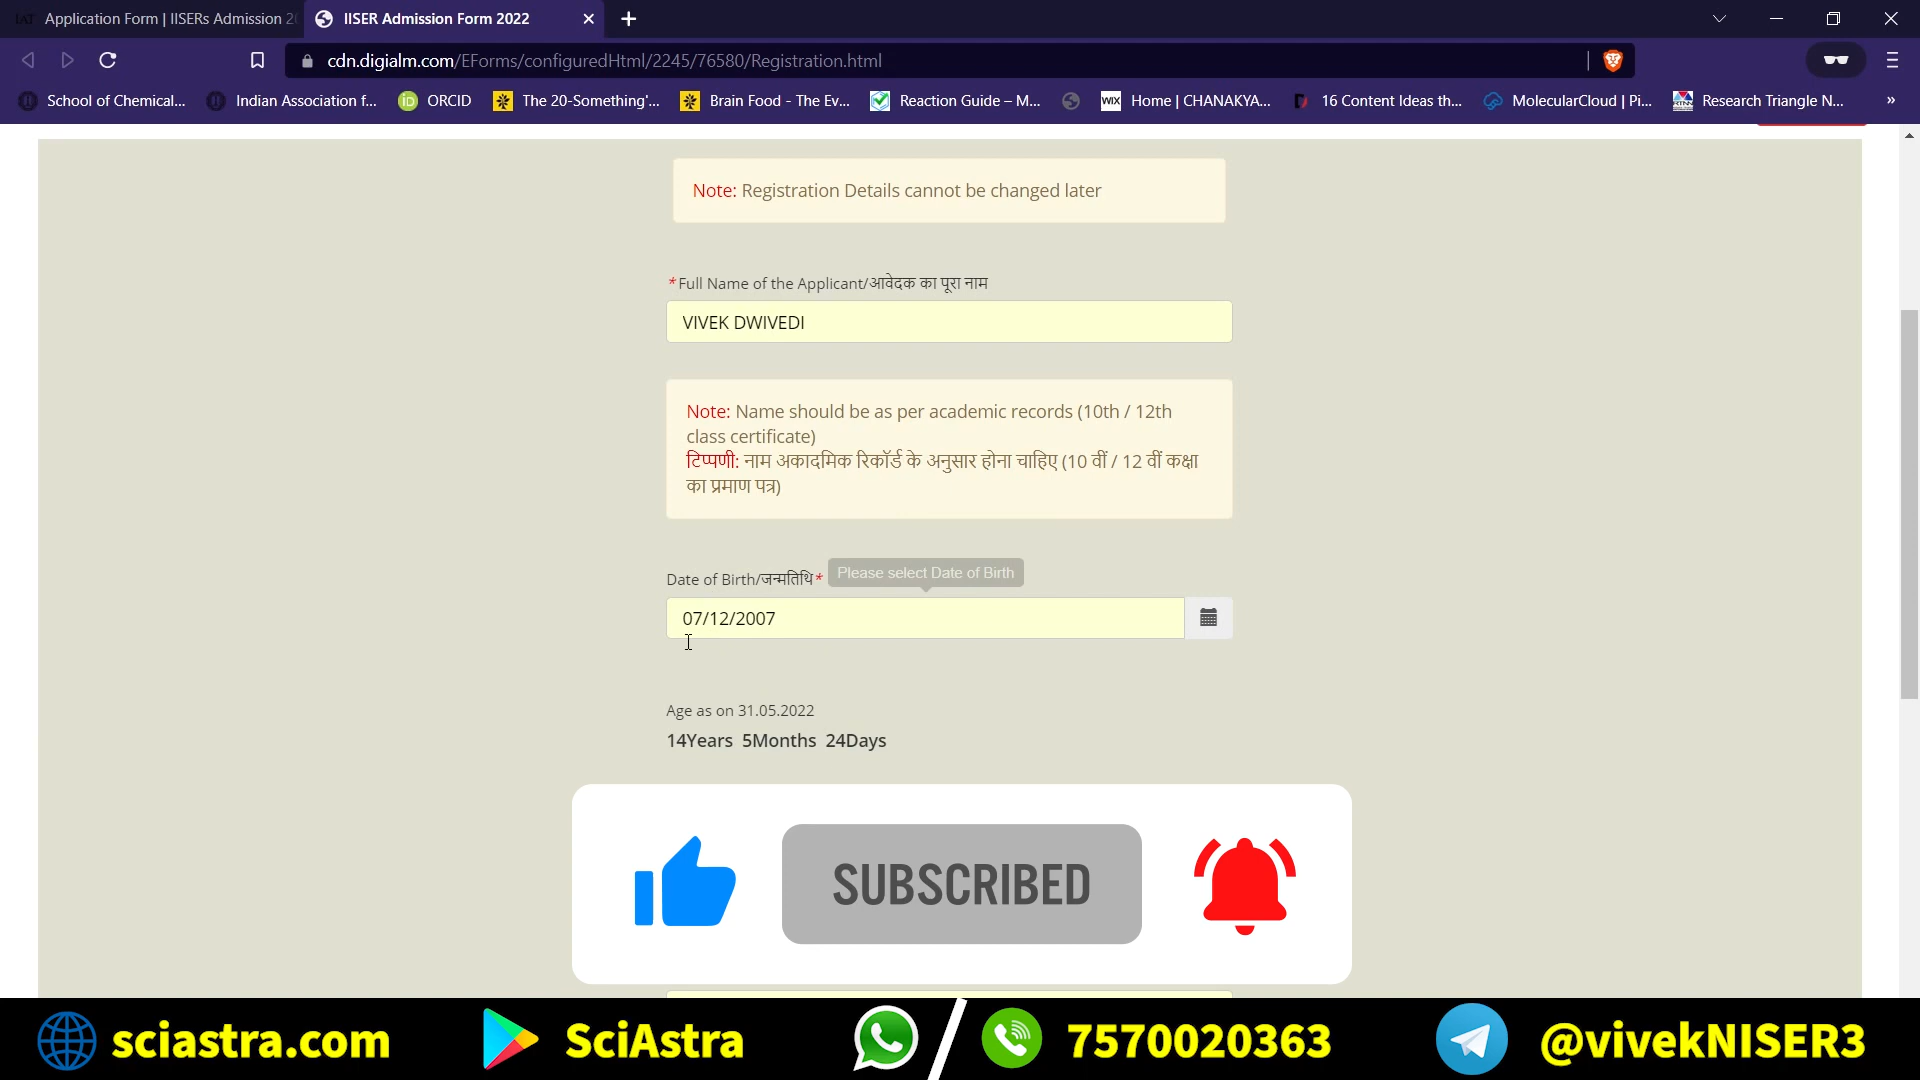 Application Form | IISERs Admission 20
IISER Admission Form 2022
cdn.digialm.com/EForms/configuredHtml/2245/76580/Registration.html
School of Chemical...
Indian Association f...
ORCID
The 20-Something'...
Brain Food - The Ev...
Reaction Guide – M...
WIX
Home | CHANAKYA...
16 Content Ideas th...
MolecularCloud | Pi...
Research Triangle N...
»
Note: Registration Details cannot be changed later
*Full Name of the Applicant/आवेदक का पूरा नाम
VIVEK DWIVEDI
Note: Name should be as per academic records (10th / 12th
class certificate)
टिप्पणी: नाम अकादमिक रिकॉर्ड के अनुसार होना चाहिए (10 वीं / 12 वीं कक्षा
का प्रमाण पत्र)
Date of Birth/जन्मतिथि*
Please select Date of Birth
07/12/2007
Age as on 31.05.2022
14Years 5Months 24Days
SUBSCRIBED
sciastra.com
SciAstra
7570020363
@vivekNISER3